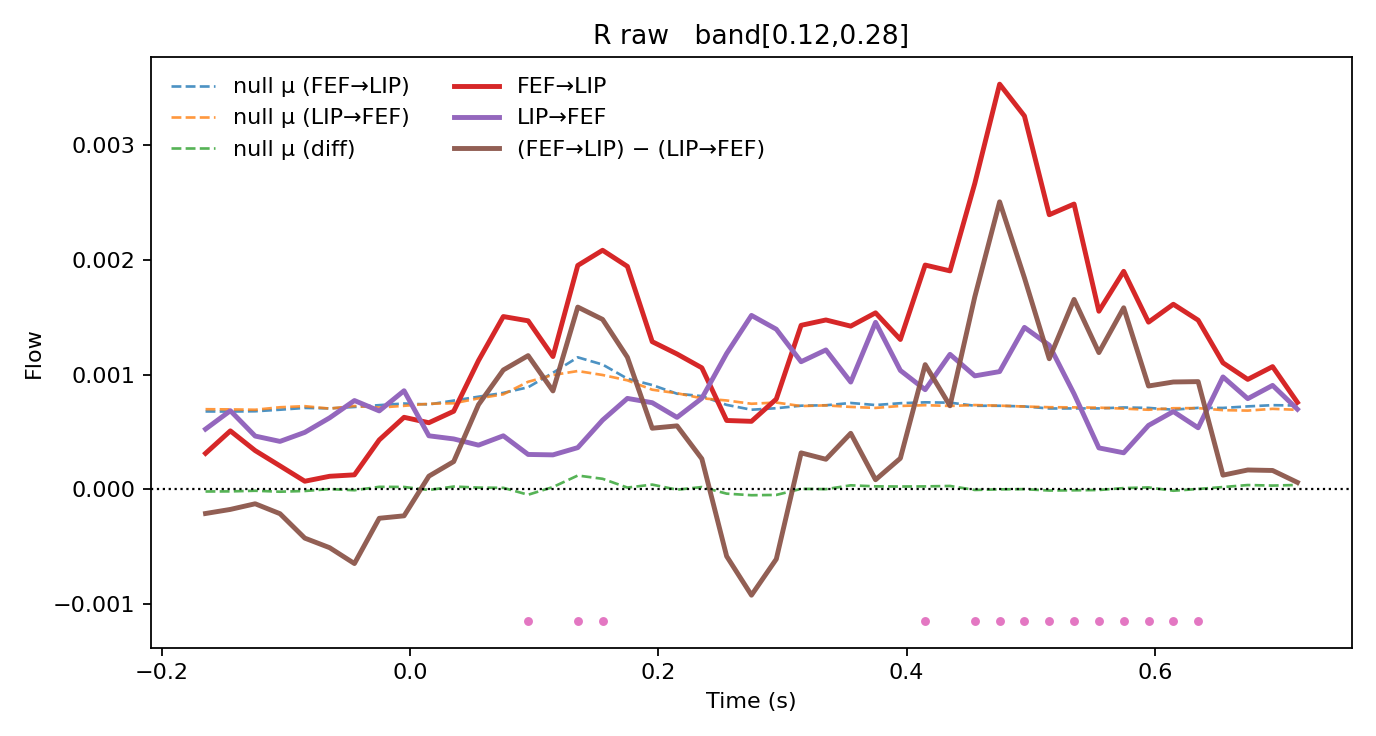 R raw band[0.12,0.28]
null μ (FEF→LIP)
null μ (LIP→FEF)
null μ (diff)
FEF→LIP
LIP→FEF
(FEF→LIP) − (LIP→FEF)
Flow
0.003
0.002
0.001
0.000
−0.001
−0.2
0.0
0.2
0.4
0.6
Time (s)